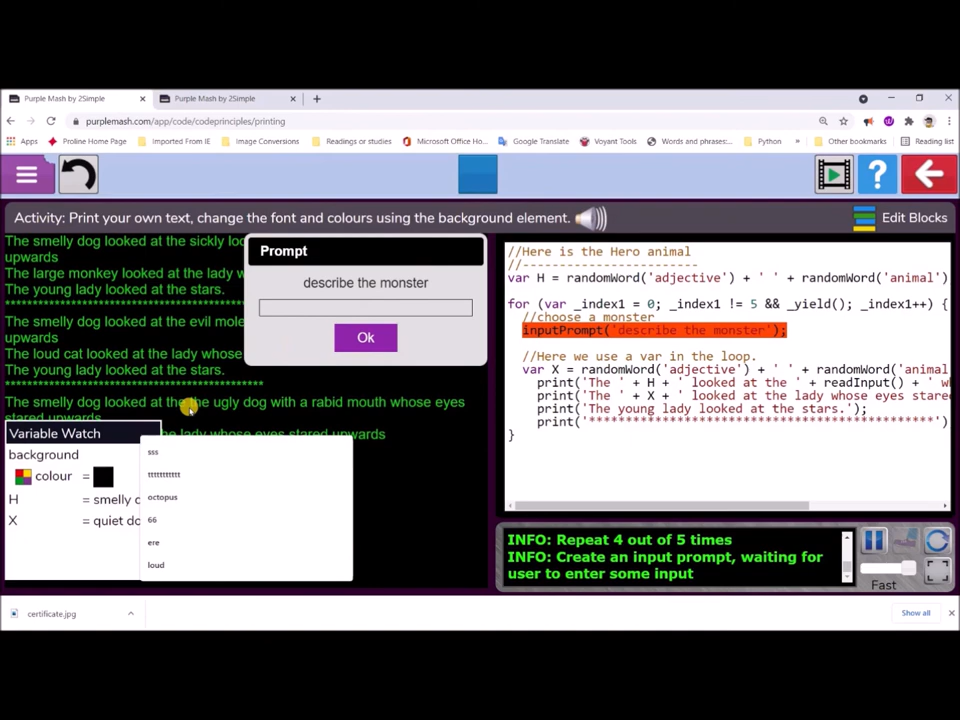 Purple Mash by 2Simple
Purple Mash by 2Simple
purplemash.com/app/code/codeprinciples/printing
Apps
Proline Home Page
Imported From IE
Image Conversions
Readings or studies
Microsoft Office Ho...
Google Translate
Voyant Tools
Words and phrases:...
Python
»
Other bookmarks
Reading list
Activity: Print your own text, change the font and colours using the background element.
Edit Blocks
The smelly dog looked at the sickly
upwards
The large monkey looked at the lady
The young lady looked at the stars.
The smelly dog looked at the evil mole
upwards
The loud cat looked at the lady whose
The young lady looked at the stars.
*******************************************************
The smelly dog looked at the the ugly dog with a rabid mouth whose eyes
stared upwards
the lady whose eyes stared upwards
Prompt
describe the monster
Ok
Variable Watch
background
colour =
H = smelly
X = quiet
sss
octopus
66
ere
loud
//Here is the Hero animal
//--------------------------
var H = randomWord('adjective') + ' ' + randomWord('animal')
for (var _index1 = 0; _index1 != 5 && _yield(); _index1++) {
//choose a monster
inputPrompt('describe the monster');
//Here we use a var in the loop.
var X = randomWord('adjective') + ' ' + randomWord('animal
print('The ' + H + ' looked at the ' + readInput() + ' w
print('The ' + X + ' looked at the lady whose eyes stare
print('The young lady looked at the stars.');
print('*******************************************')
}
INFO: Repeat 4 out of 5 times
INFO: Create an input prompt, waiting for
user to enter some input
Fast
certificate.jpg
Show all